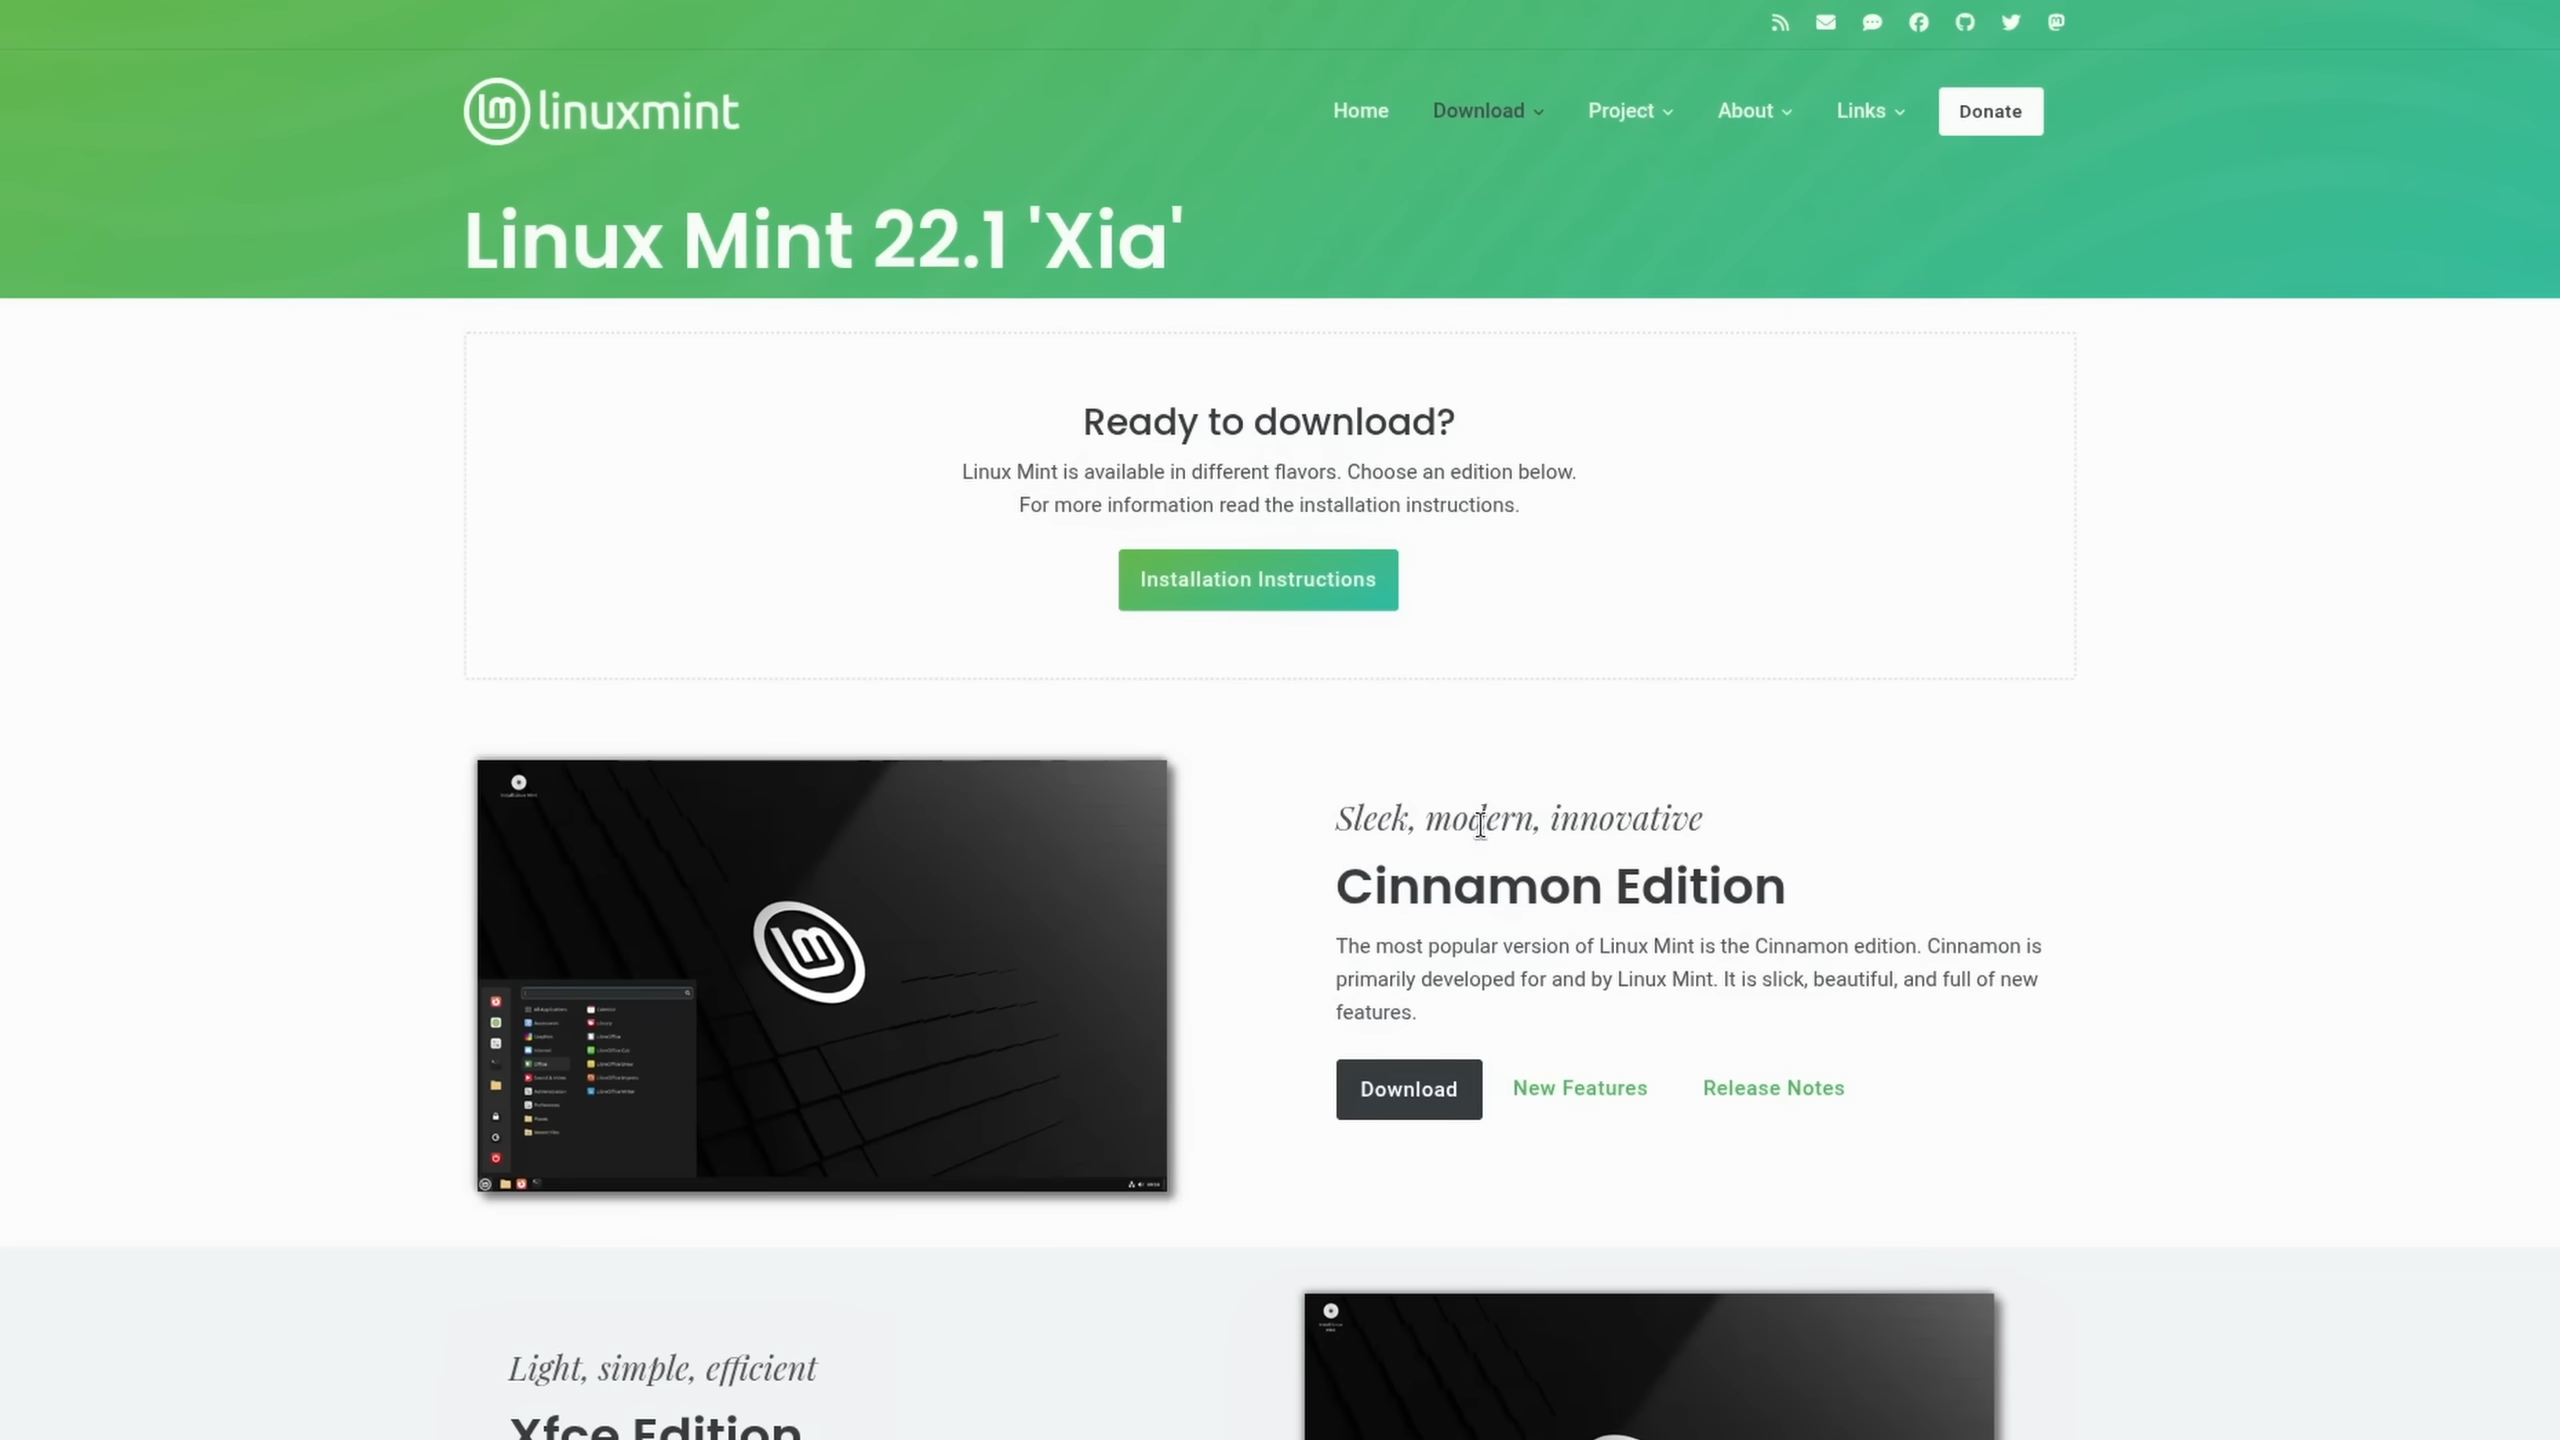 linuxmint
Home
Download
Project
About
Links
Donate
Linux Mint 22.1 'Xia'
Ready to download?
Linux Mint is available in different flavors. Choose an edition below.
For more information read the installation instructions.
Installation Instructions
Sleek, modern, innovative
Cinnamon Edition
The most popular version of Linux Mint is the Cinnamon edition. Cinnamon is
primarily developed for and by Linux Mint. It is slick, beautiful, and full of new
features.
Download
New Features
Release Notes
Light, simple, efficient
Xfce Edition